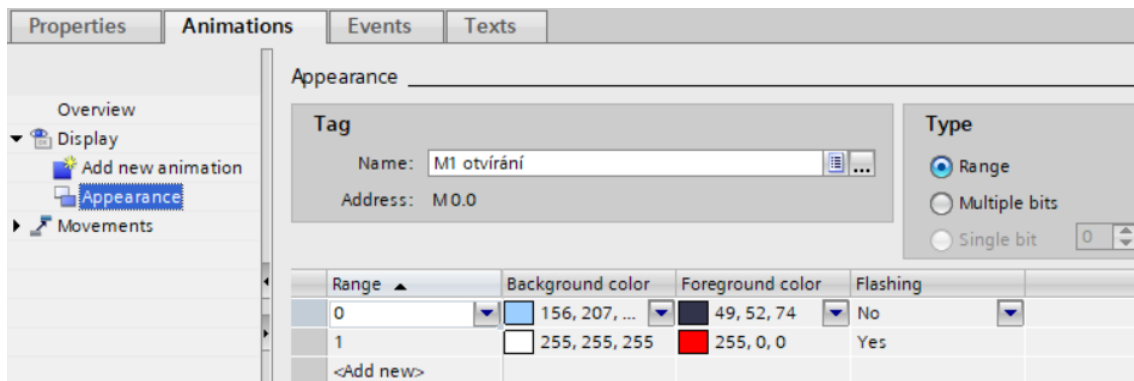 Properties Animations Events Texts
Appearance
Overview
Display
Add new animation
Appearance
Movements
Tag
Name: M1 otvírání ...
Address: M0.0
Type
Range
Multiple bits
Single bit 0
Range Background color Foreground color Flashing
0 156, 207, ... 49, 52, 74 No
1 255, 255, 255 255, 0, 0 Yes
<Add new>